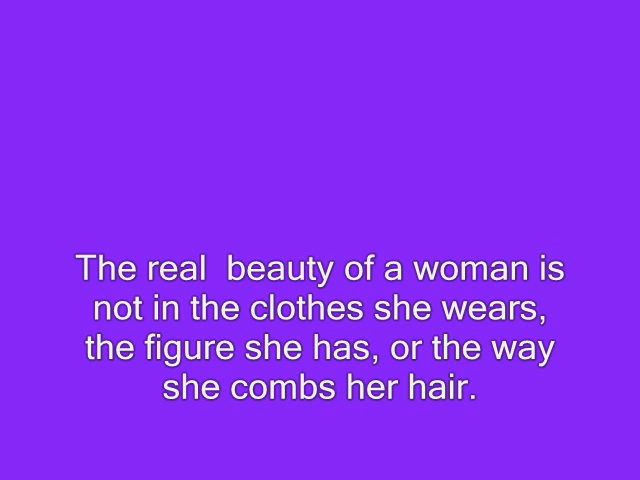 The real  beauty of a woman is
not in the clothes she wears,
the figure she has, or the way
she combs her hair.